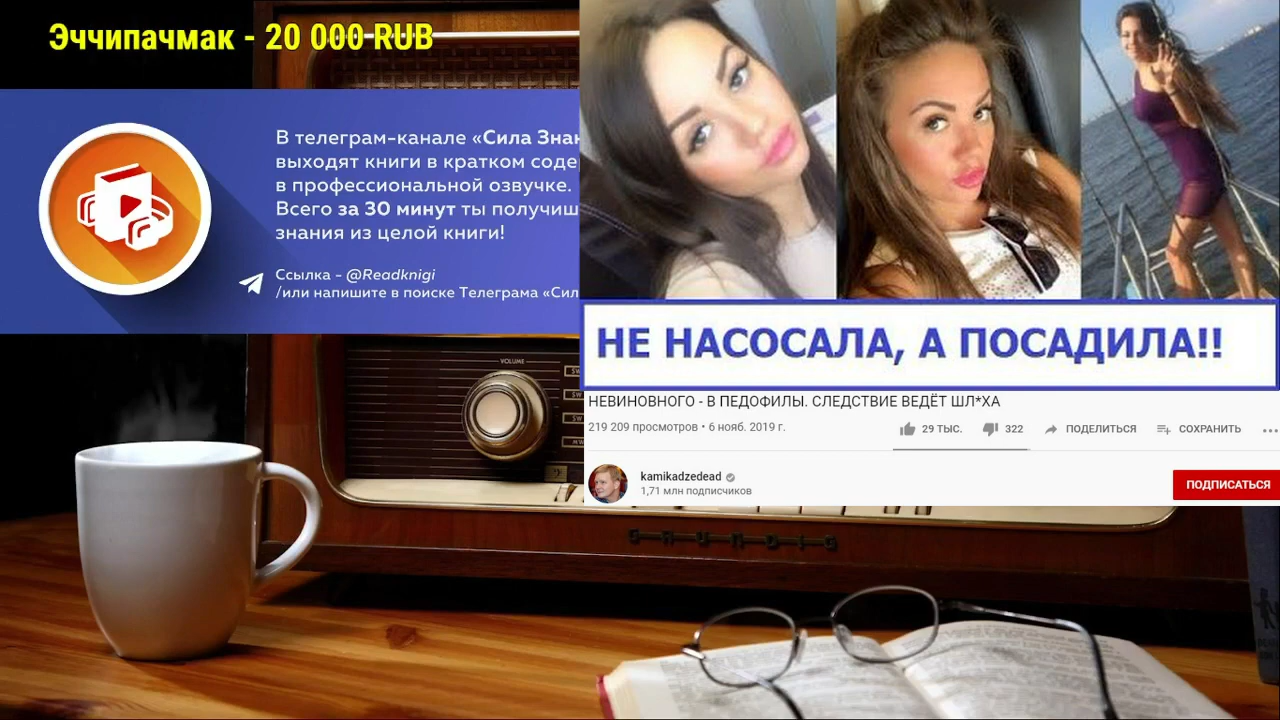 Эччипачмак - 20 000 RUB
В телеграм-канале «Сила Знан
выходят книги в кратком соде
в профессиональной озвучке.
Всего за 30 минут ты получиш
знания из целой книги!
Ссылка - @Readknigi
/или напишите в поиске Телеграма «Сил
НЕ НАСОСАЛА, А ПОСАДИЛА!!
НЕВИНОВНОГО - В ПЕДОФИЛЫ. СЛЕДСТВИЕ ВЕДЁТ ШЛ*ХА
219 209 просмотров • 6 нояб. 2019 г.
29 ТЫС. 322 ПОДЕЛИТЬСЯ СОХРАНИТЬ
kamikadzedead
1,71 млн подписчиков
ПОДПИСАТЬСЯ
VOLUME
GRUNDIG